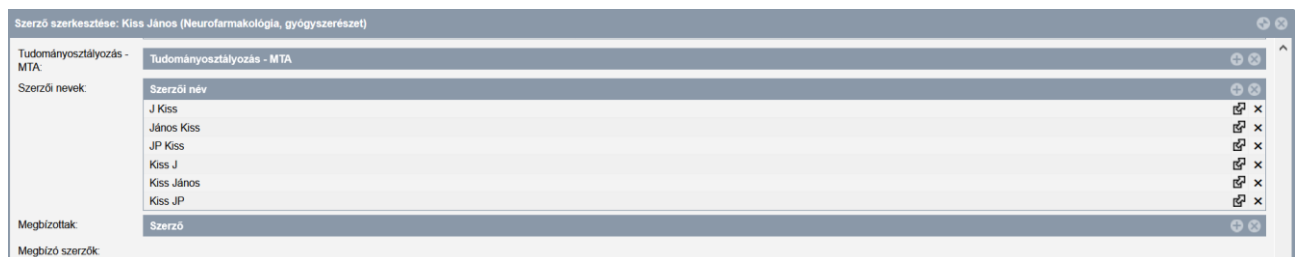 Szerző szerkesztése: Kiss János (Neurofarmakológia, gyógyszerészet)
Tudományosztályozás -
MTA:
Tudományosztályozás - MTA
Szerzői nevek:
Szerzői név
J Kiss
János Kiss
JP Kiss
Kiss J
Kiss János
Kiss JP
Megbízottak:
Szerző
Megbízó szerzők: